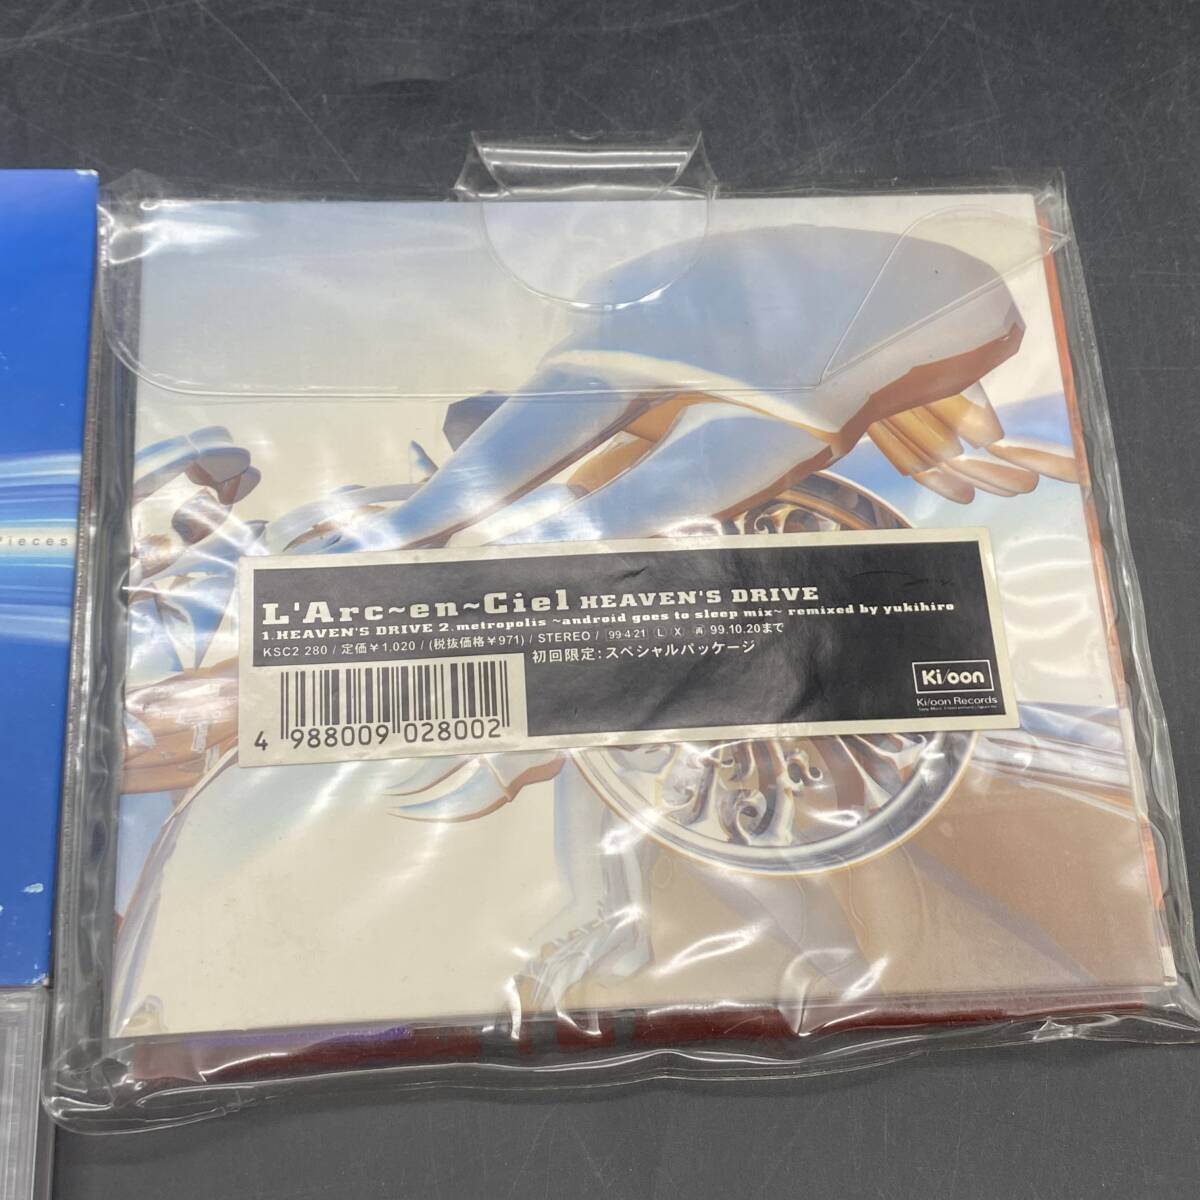 Pieces
L'Arc~en~Ciel HEAVEN'S DRIVE
1.HEAVEN'S DRIVE 2.metropolis ~android goes to sleep mix~ remixed by yukihiro
KSC2 280 / 定価¥1,020 / (税抜価格¥971) / STEREO / 99・4・21 L X 再 99.10.20まで
初回限定:スペシャルパッケージ
Ki/oon
Ki/oon Records
4 988009 028002